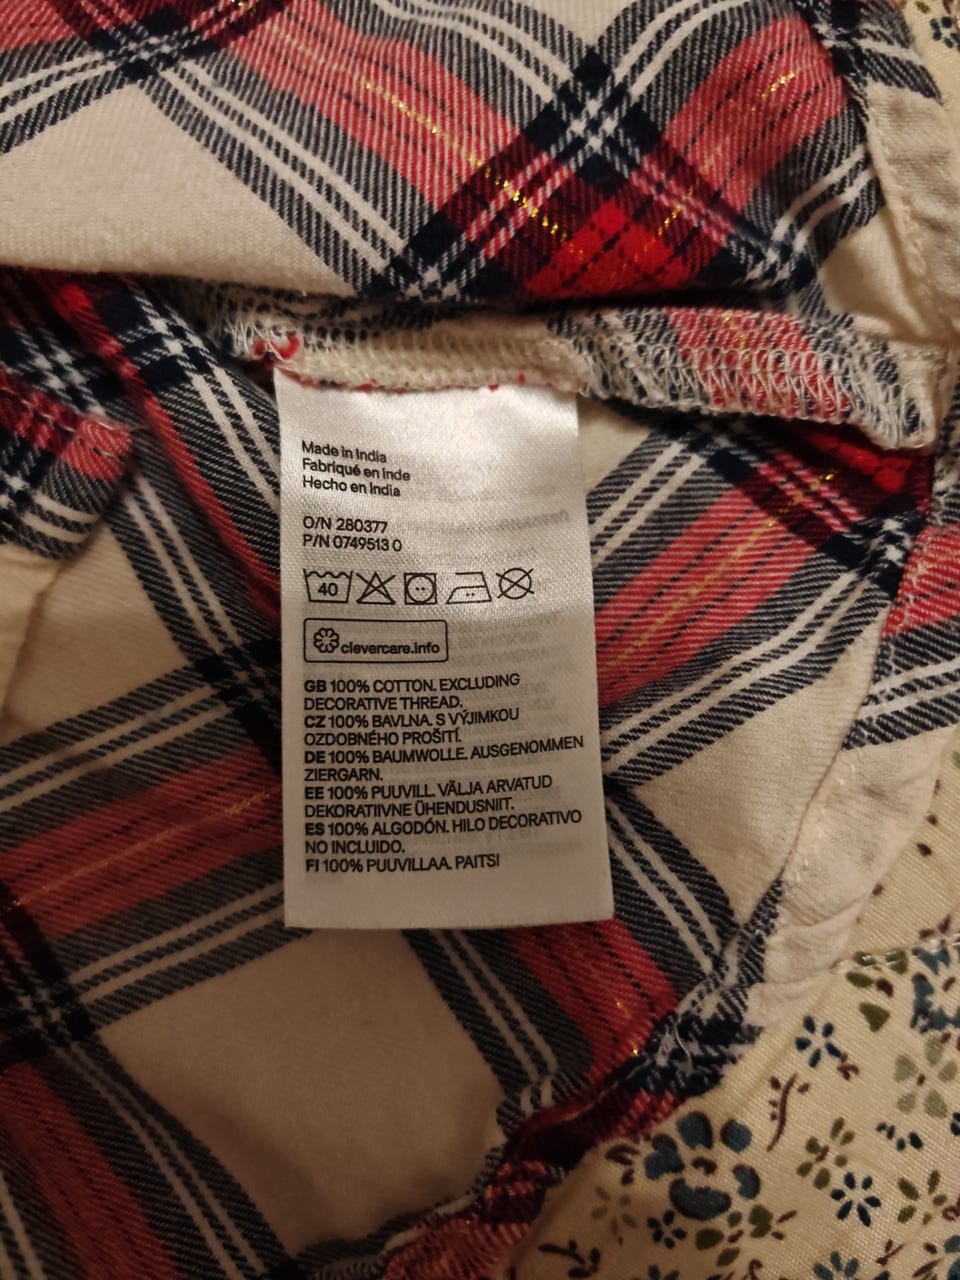 Made in India
Fabriqué en Inde
Hecho en India
O/N 280377
P/N 0749513 0
40
clevercare.info
GB 100% COTTON. EXCLUDING
DECORATIVE THREAD.
CZ 100% BAVLNA. S VÝJIMKOU
OZDOBNÉHO PROŠITÍ.
DE 100% BAUMWOLLE. AUSGENOMMEN
ZIERGARN.
EE 100% PUUVILL. VÄLJA ARVATUD
DEKORATIIVNE ÜHENDUSNIIT.
ES 100% ALGODÓN. HILO DECORATIVO
NO INCLUIDO.
FI 100% PUUVILLAA. PAITSI